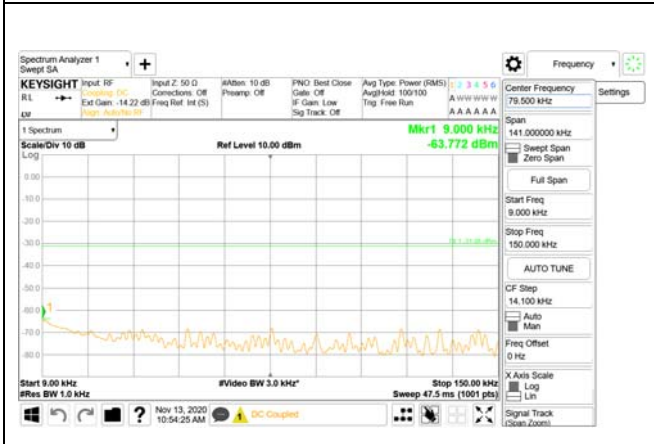 Spectrum Analyzer 1
Swept SA
+
Frequency
KEYSIGHT
RL
Input: RF
Coupling: DC
Ext Gain: -14.22 dB
Align: Auto/No RF
Input Z: 50 Ω
Corrections: Off
Freq Ref: Int (S)
#Atten: 10 dB
Preamp: Off
PNO: Best Close
Gate: Off
IF Gain: Low
Sig Track: Off
Avg Type: Power (RMS)
Avg|Hold: 100/100
Trig: Free Run
1 2 3 4 5 6
A W W W W W
A A A A A A
1 Spectrum
Scale/Div 10 dB
Log
Ref Level 10.00 dBm
Mkr1 9.000 kHz
-63.772 dBm
0.00
-10.0
-20.0
-30.0
-40.0
-50.0
-60.0
-70.0
-80.0
1
Start 9.00 kHz
#Res BW 1.0 kHz
#Video BW 3.0 kHz*
Stop 150.00 kHz
Sweep 47.5 ms (1001 pts)
Nov 13, 2020
10:54:25 AM
DC Coupled
Settings
Center Frequency
79.500 kHz
Span
141.000000 kHz
Swept Span
Zero Span
Full Span
Start Freq
9.000 kHz
Stop Freq
150.000 kHz
AUTO TUNE
CF Step
14.100 kHz
Auto
Man
Freq Offset
0 Hz
X Axis Scale
Log
Lin
Signal Track
(Span Zoom)